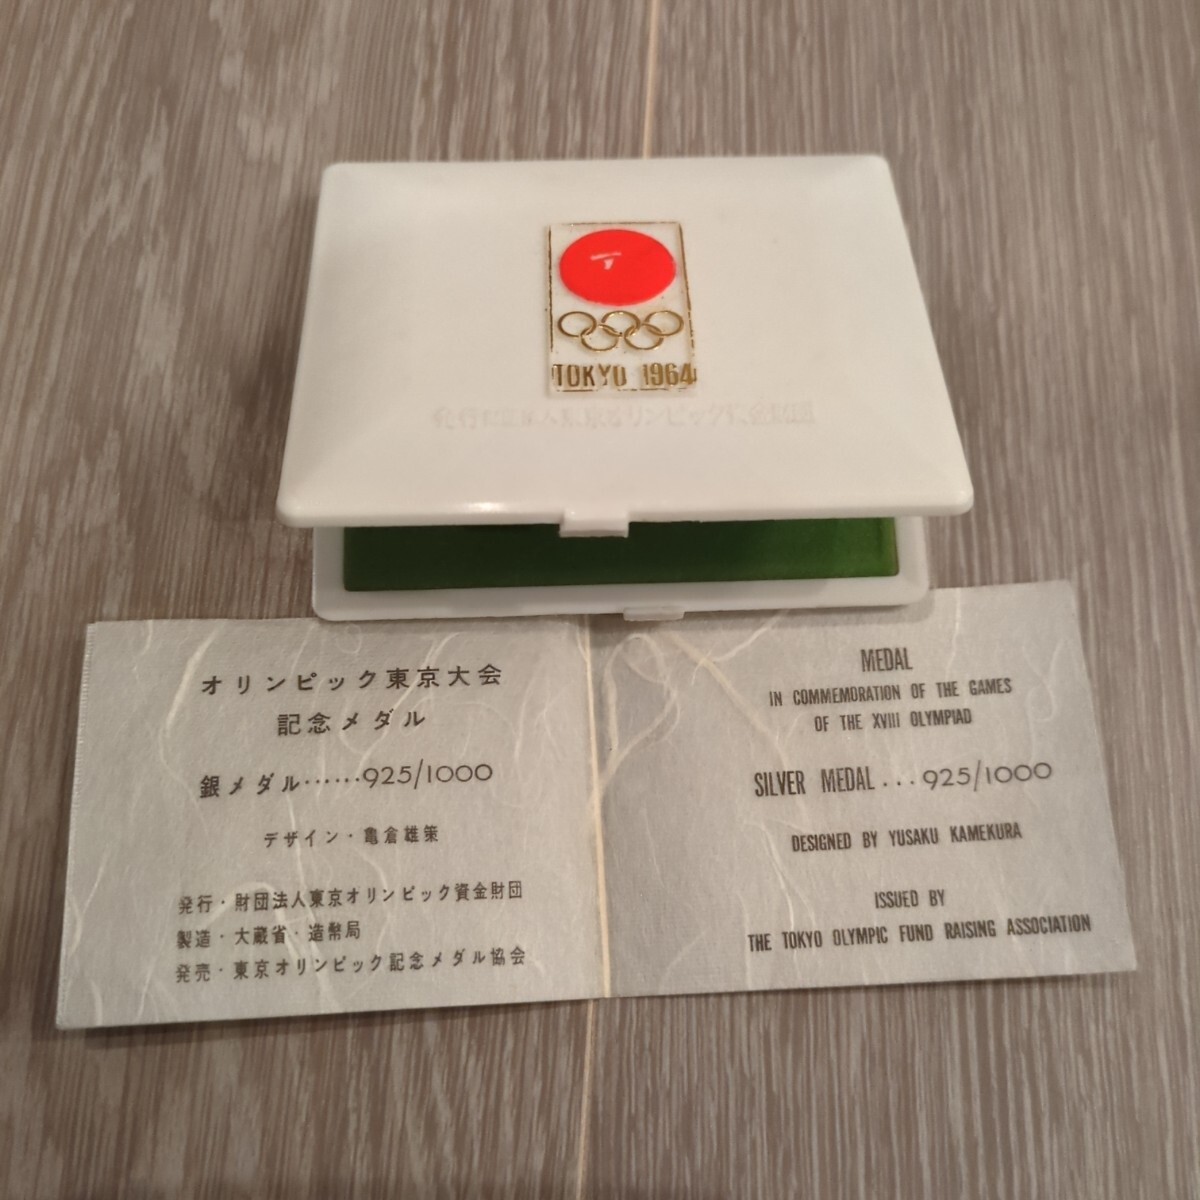 TOKYO 1964
オリンピック東京大会
記念メダル
銀メダル‥‥‥925/1000
デザイン・亀倉雄策
発行・財団法人東京オリンピック資金財団
製造・大蔵省・造幣局
発売・東京オリンピック記念メダル協会
MEDAL
IN COMMEMORATION OF THE GAMES
OF THE XVIII OLYMPIAD
SILVER MEDAL...925/1000
DESIGNED BY YUSAKU KAMEKURA
ISSUED BY
THE TOKYO OLYMPIC FUND RAISING ASSOCIATION